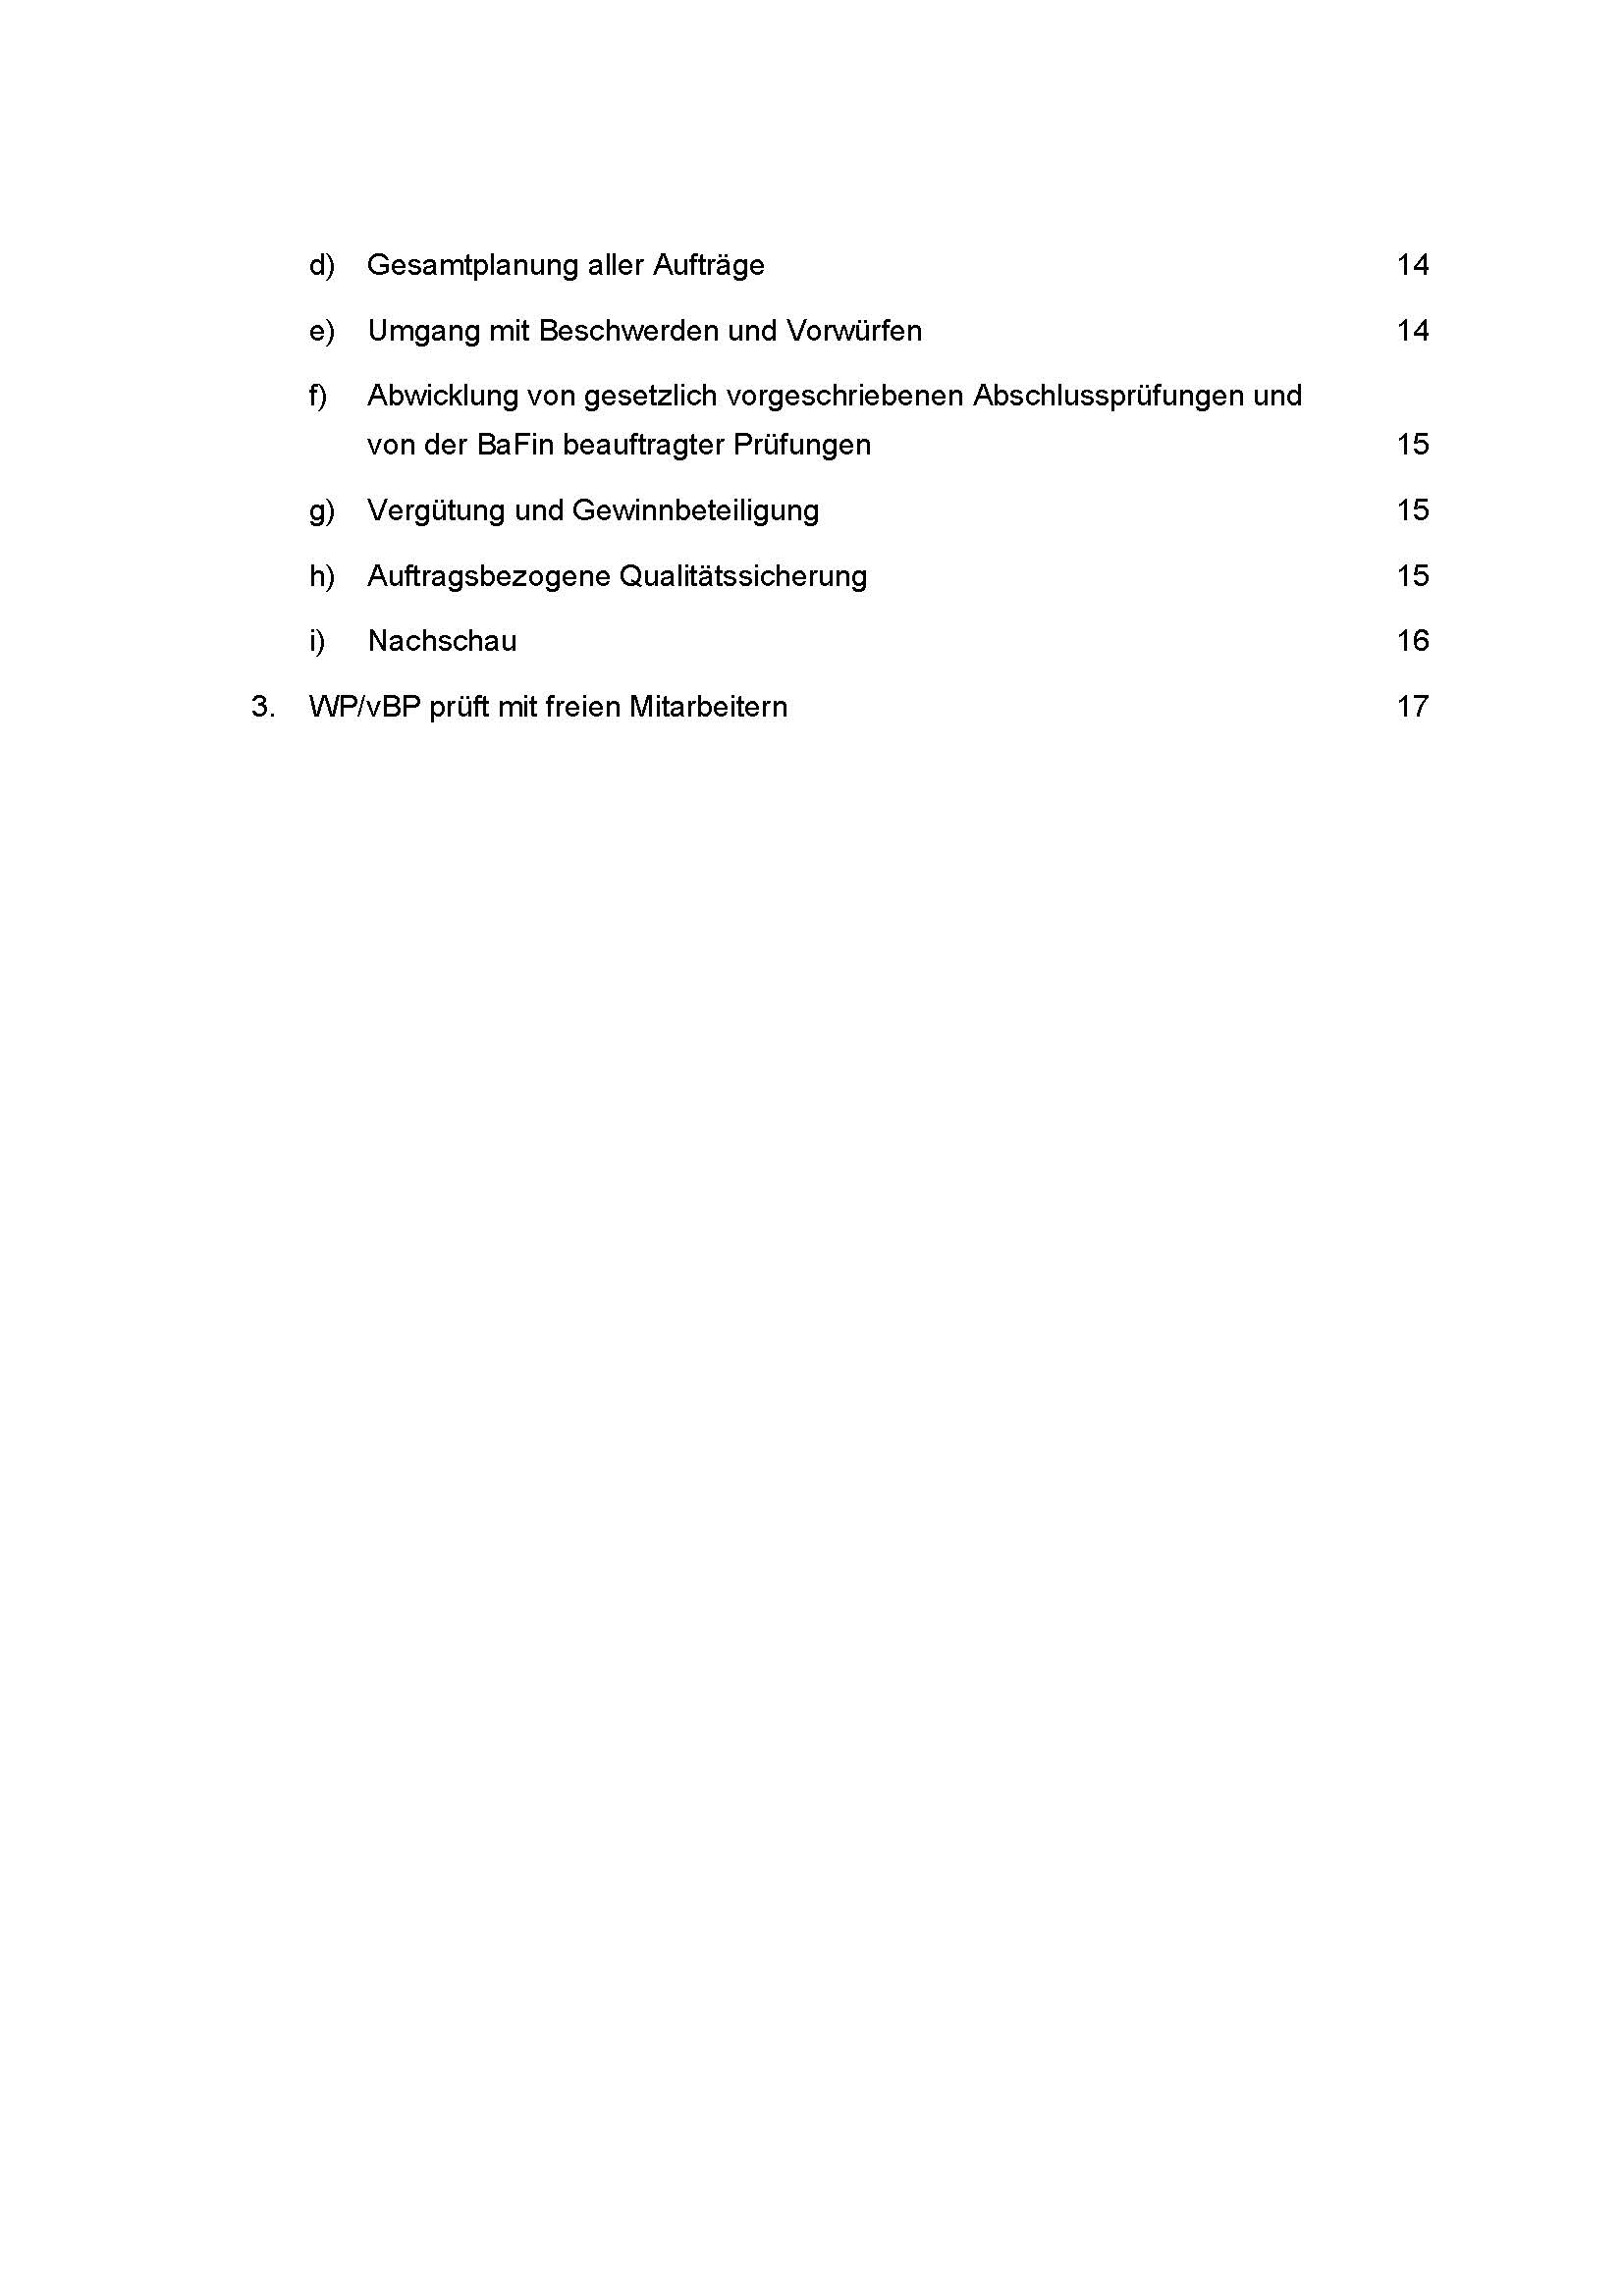 d) Gesamtplanung aller Aufträge 14
e) Umgang mit Beschwerden und Vorwürfen 14
f) Abwicklung von gesetzlich vorgeschriebenen Abschlussprüfungen und
von der BaFin beauftragter Prüfungen 15
g) Vergütung und Gewinnbeteiligung 15
h) Auftragsbezogene Qualitätssicherung 15
i) Nachschau 16
3. WP/vBP prüft mit freien Mitarbeitern 17